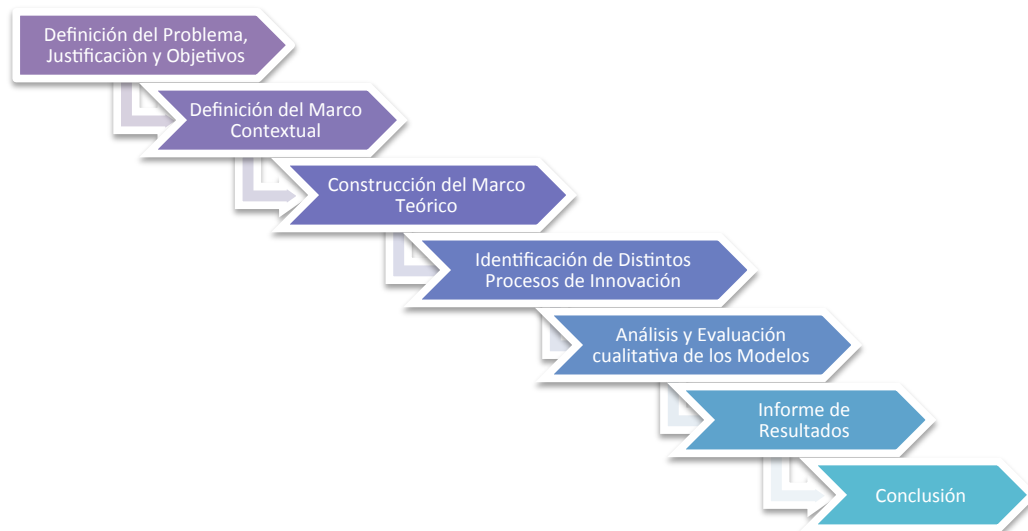 Definición del Problema,
Justificaciòn y Objetivos
Definición del Marco
Contextual
Construcción del Marco
Teórico
Identificación de Distintos
Procesos de Innovación
Análisis y Evaluación
cualitativa de los Modelos
Informe de
Resultados
Conclusión